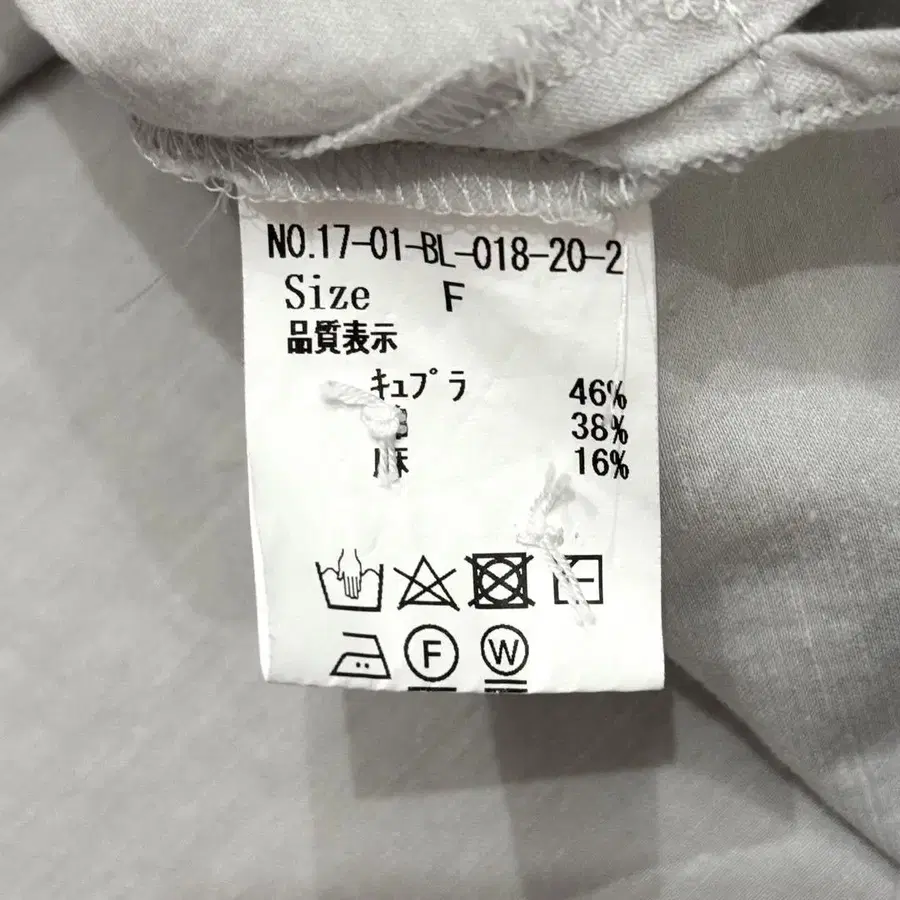 NO.17-01-BL-018-20-2
Size F
品質表示
キュプラ 46%
38%
麻 16%
F
W